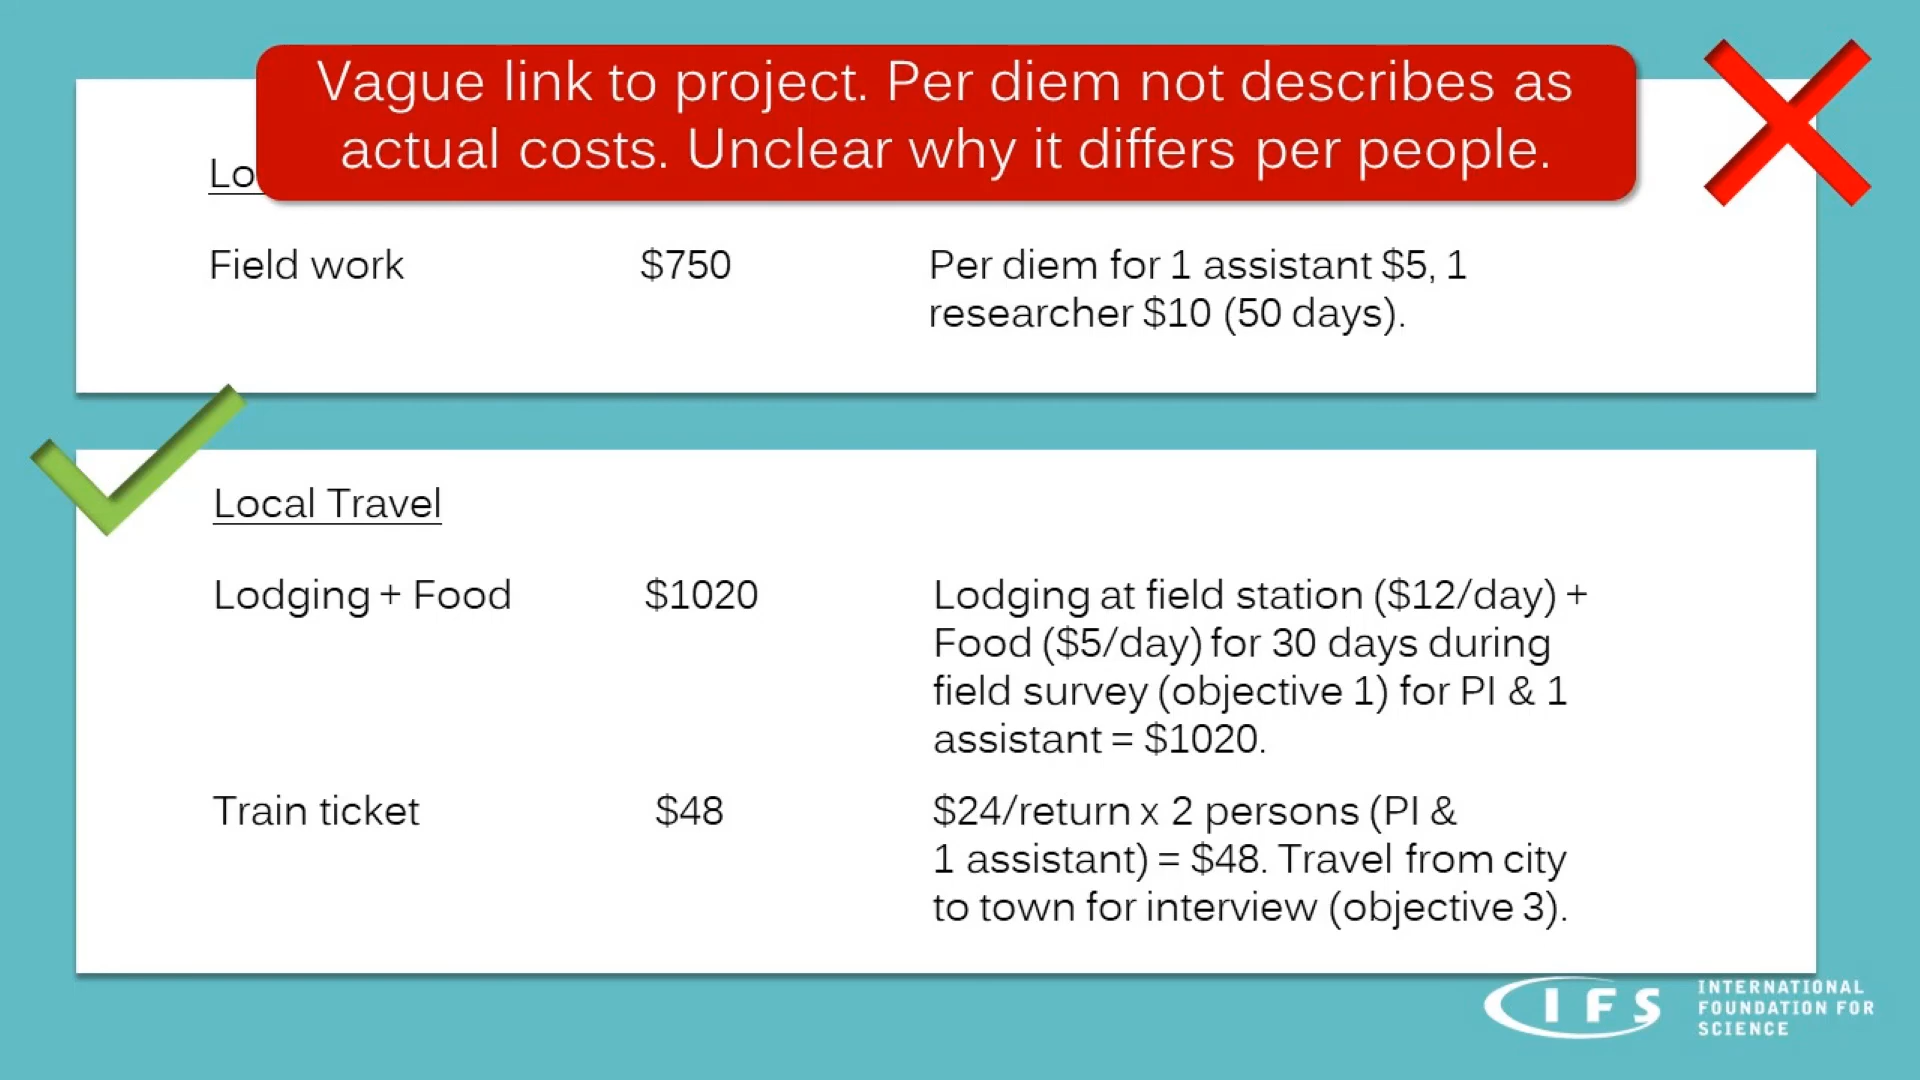 Vague link to project. Per diem not describes as
actual costs. Unclear why it differs per people.
Lo
Field work $750 Per diem for 1 assistant $5, 1
researcher $10 (50 days).
Local Travel
Lodging + Food $1020 Lodging at field station ($12/day) +
Food ($5/day) for 30 days during
field survey (objective 1) for PI & 1
assistant = $1020.
Train ticket $48 $24/return x 2 persons (PI &
1 assistant) = $48. Travel from city
to town for interview (objective 3).
IFS INTERNATIONAL
FOUNDATION FOR
SCIENCE